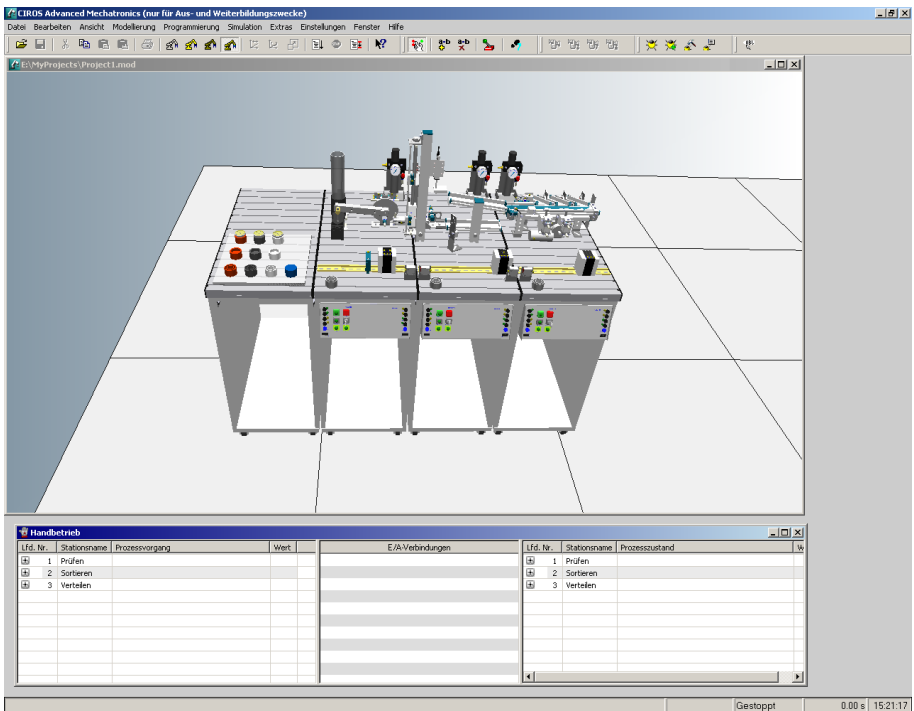 CIROS Advanced Mechatronics (nur für Aus- und Weiterbildungszwecke)
Datei Bearbeiten Ansicht Modellierung Programmierung Simulation Extras Einstellungen Fenster Hilfe
E:\MyProjects\Project1.mod
Handbetrieb
Lfd. Nr. Stationsname Prozessvorgang Wert E/A-Verbindungen Lfd. Nr. Stationsname Prozesszustand W
1 Prüfen 1 Prüfen
2 Sortieren 2 Sortieren
3 Verteilen 3 Verteilen
Gestoppt 0.00 s 15:21:17